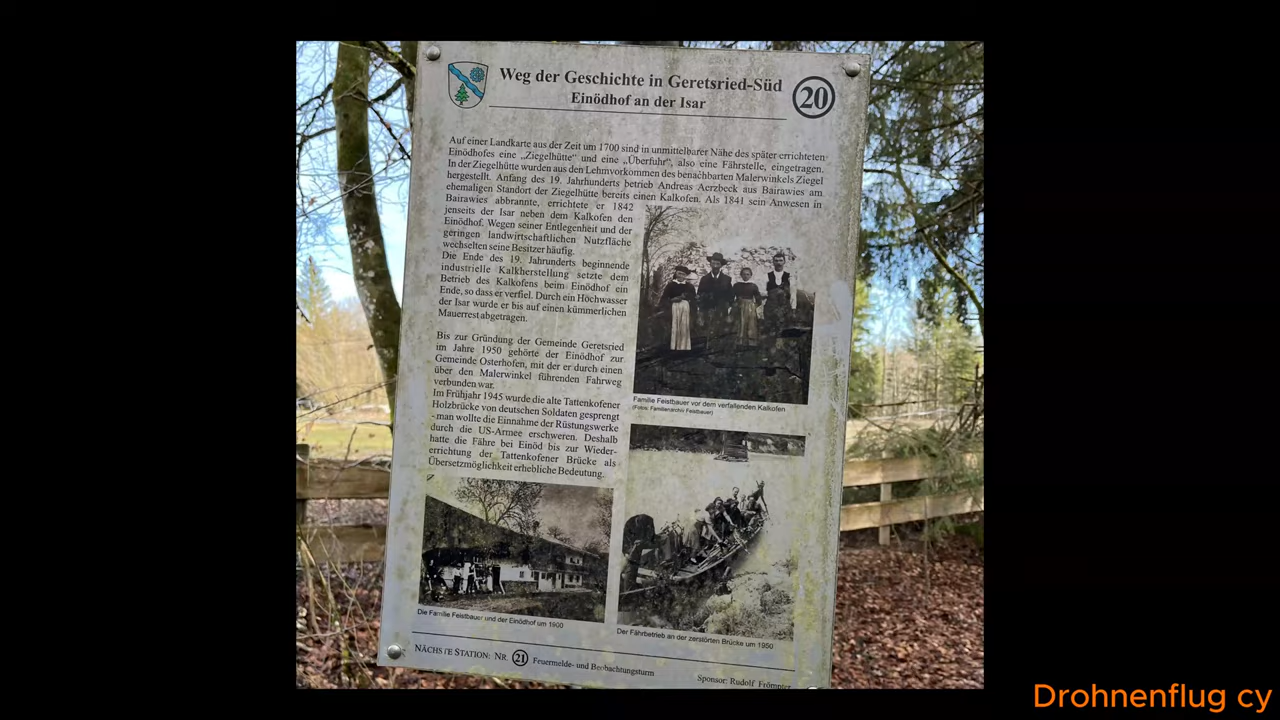 Weg der Geschichte in Geretsried-Süd
20
Einödhof an der Isar
Auf einer Landkarte aus der Zeit um 1700 sind in unmittelbarer Nähe des später errichteten
Einödhofes eine „Ziegelhütte“ und eine „Überfuhr“, also eine Fährstelle, eingetragen.
In der Ziegelhütte wurden aus den Lehmvorkommen des benachbarten Malerwinkels Ziegel
hergestellt. Anfang des 19. Jahrhunderts betrieb Andreas Aerzbeck aus Bairawies am
ehemaligen Standort der Ziegelhütte bereits einen Kalkofen. Als 1841 sein Anwesen in
Bairawies abbrannte, errichtete er 1842
jenseits der Isar neben dem Kalkofen den
Einödhof. Wegen seiner Entlegenheit und der
geringen landwirtschaftlichen Nutzfläche
wechselten seine Besitzer häufig.
Die Ende des 19. Jahrunderts beginnende
industrielle Kalkherstellung setzte dem
Betrieb des Kalkofens beim Einödhof ein
Ende, so dass er verfiel. Durch ein Hochwasser
der Isar wurde er bis auf einen kümmerlichen
Mauerrest abgetragen.
Bis zur Gründung der Gemeinde Geretsried
im Jahre 1950 gehörte der Einödhof zur
Gemeinde Osterhofen, mit der er durch einen
über den Malerwinkel führenden Fahrweg
verbunden war.
Im Frühjahr 1945 wurde die alte Tattenkofener
Holzbrücke von deutschen Soldaten gesprengt
- man wollte die Einnahme der Rüstungswerke
durch die US-Armee erschweren. Deshalb
hatte die Fähre bei Einöd bis zur Wieder-
errichtung der Tattenkofener Brücke als
Übersetzmöglichkeit erhebliche Bedeutung.
Familie Feistbauer vor dem verfallenden Kalkofen
(Fotos: Familienarchiv Feistbauer)
Die Familie Feistbauer und der Einödhof um 1900
Der Fährbetrieb an der zerstörten Brücke um 1950
NÄCHSTE STATION: NR. 21 Feuermelde- und Beobachtungsturm
Sponsor: Rudolf Frömpter
Drohnenflug cy